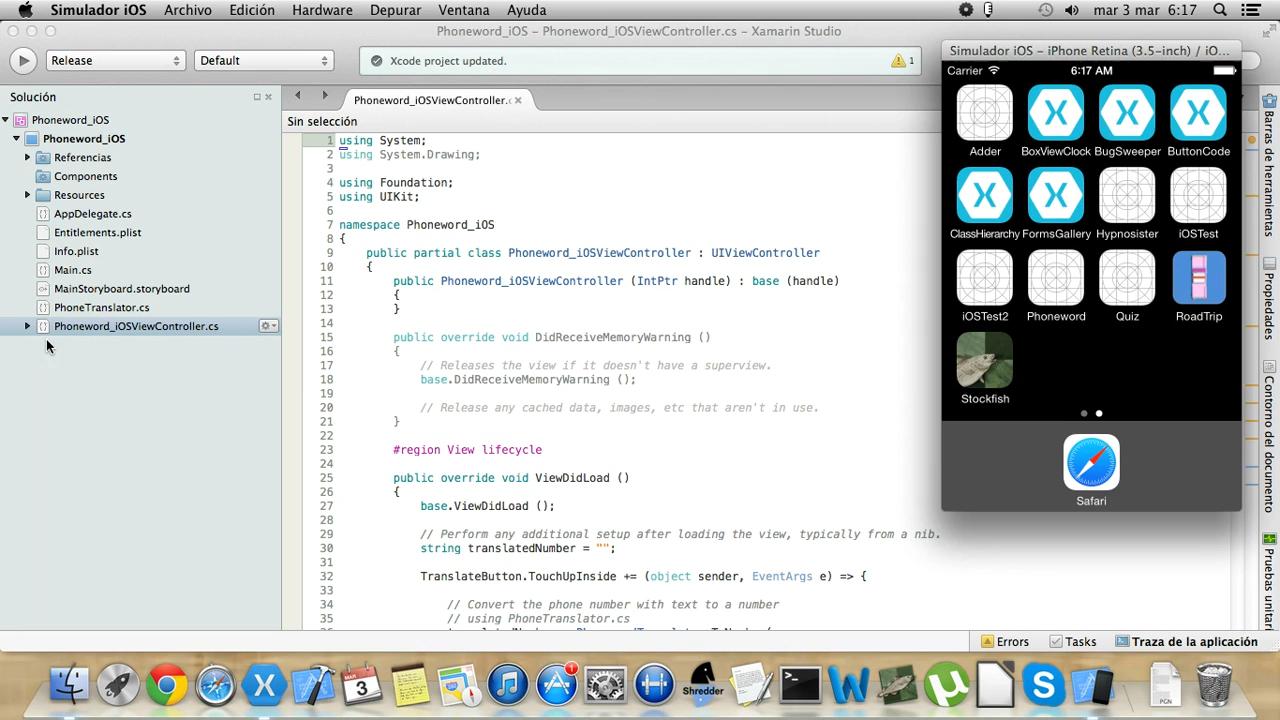 Simulador iOS Archivo Edición Hardware Depurar Ventana Ayuda mar 3 mar 6:17
Phoneword_iOS – Phoneword_iOSViewController.cs – Xamarin Studio
Release Default Xcode project updated. 1
Solución
Phoneword_iOS
Phoneword_iOS
Referencias
Components
Resources
AppDelegate.cs
Entitlements.plist
Info.plist
Main.cs
MainStoryboard.storyboard
PhoneTranslator.cs
Phoneword_iOSViewController.cs
Phoneword_iOSViewController.c
Sin selección
1 using System;
2 using System.Drawing;
3
4 using Foundation;
5 using UIKit;
6
7 namespace Phoneword_iOS
8 {
9 public partial class Phoneword_iOSViewController : UIViewController
10 {
11 public Phoneword_iOSViewController (IntPtr handle) : base (handle)
12 {
13 }
14
15 public override void DidReceiveMemoryWarning ()
16 {
17 // Releases the view if it doesn't have a superview.
18 base.DidReceiveMemoryWarning ();
19
20 // Release any cached data, images, etc that aren't in use.
21 }
22
23 #region View lifecycle
24
25 public override void ViewDidLoad ()
26 {
27 base.ViewDidLoad ();
28
29 // Perform any additional setup after loading the view, typically from a nib.
30 string translatedNumber = "";
31
32 TranslateButton.TouchUpInside += (object sender, EventArgs e) => {
33
34 // Convert the phone number with text to a number
35 // using PhoneTranslator.cs
Simulador iOS – iPhone Retina (3.5-inch) / iO...
Carrier 6:17 AM
Adder BoxViewClock BugSweeper ButtonCode
ClassHierarchy FormsGallery Hypnosister iOSTest
iOSTest2 Phoneword Quiz RoadTrip
Stockfish
Safari
Barras de herramientas
Propiedades
Contorno del documento
Pruebas unitari
Errors Tasks Traza de la aplicación
3
1
Shredder
PGN